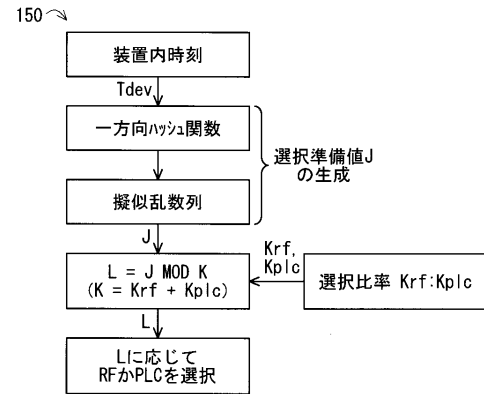 150
装置内時刻
Tdev
一方向ハッシュ関数
擬似乱数列
選択準備値J
の生成
J
L = J MOD K
(K = Krf + Kplc)
Krf,
Kplc
選択比率 Krf:Kplc
L
Lに応じて
RFかPLCを選択